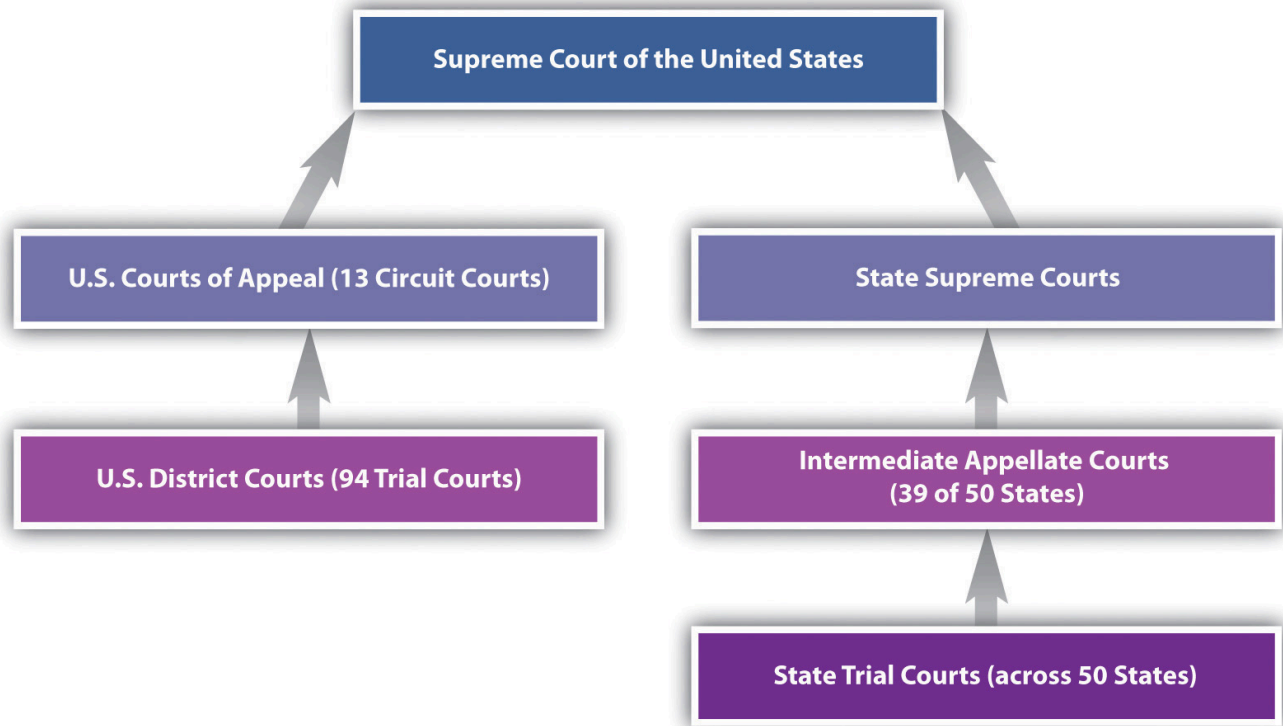 Supreme Court of the United States
U.S. Courts of Appeal (13 Circuit Courts)
State Supreme Courts
U.S. District Courts (94 Trial Courts)
Intermediate Appellate Courts
(39 of 50 States)
State Trial Courts (across 50 States)